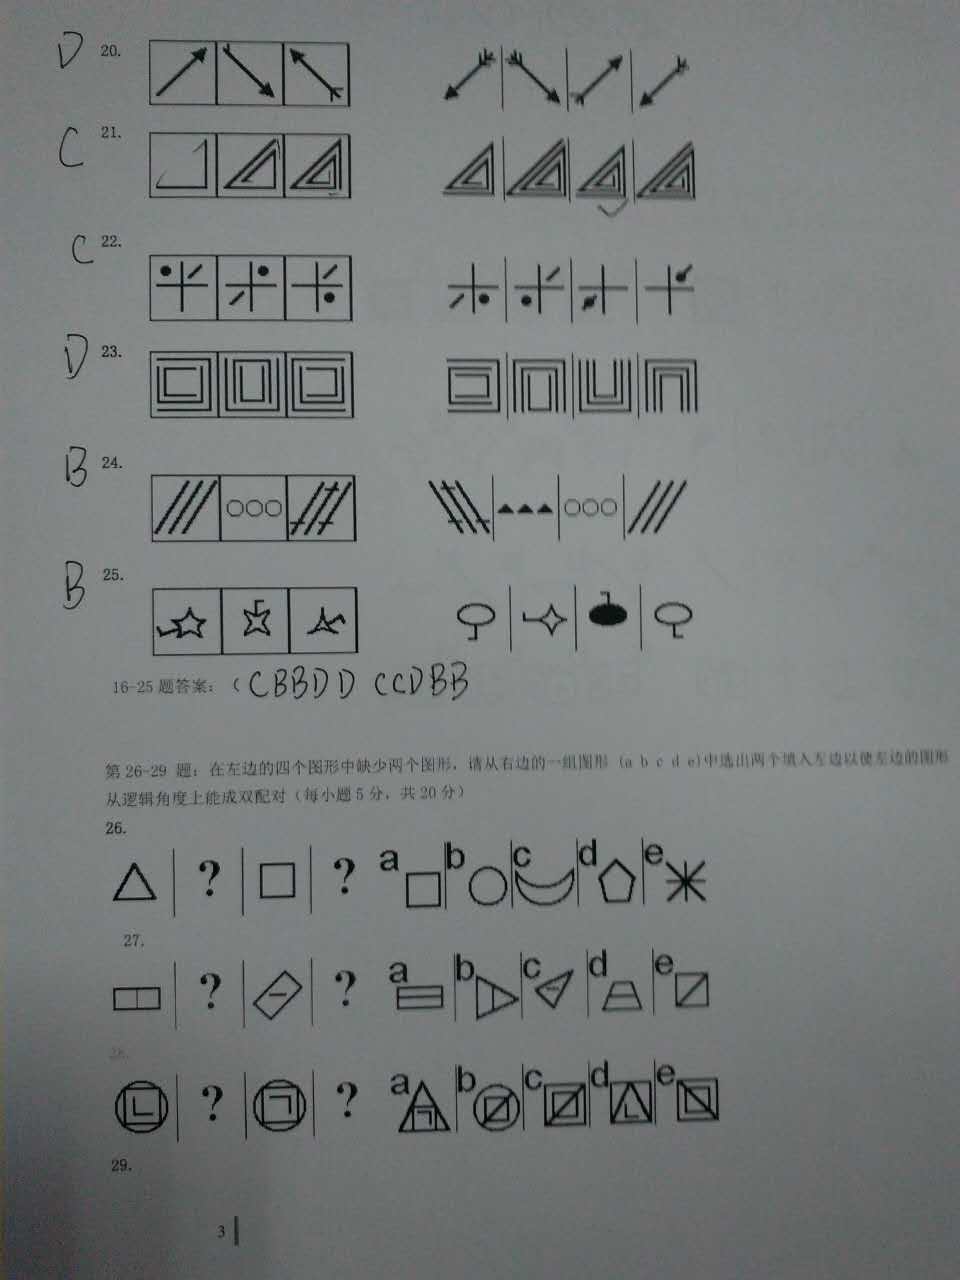 D 20.
C 21.
C 22.
D 23.
B 24.
B 25.
16-25 题答案：（ CBBDD CCDBB
第 26-29 题：在左边的四个图形中缺少两个图形，请从右边的一组图形 (a b c d e)中选出两个填入左边以使左边的图形
从逻辑角度上能成双配对（每小题 5 分，共 20 分）
26.
? ? a b c d e
27.
? ? a b c d e
28.
? ? a b c d e
29.
3